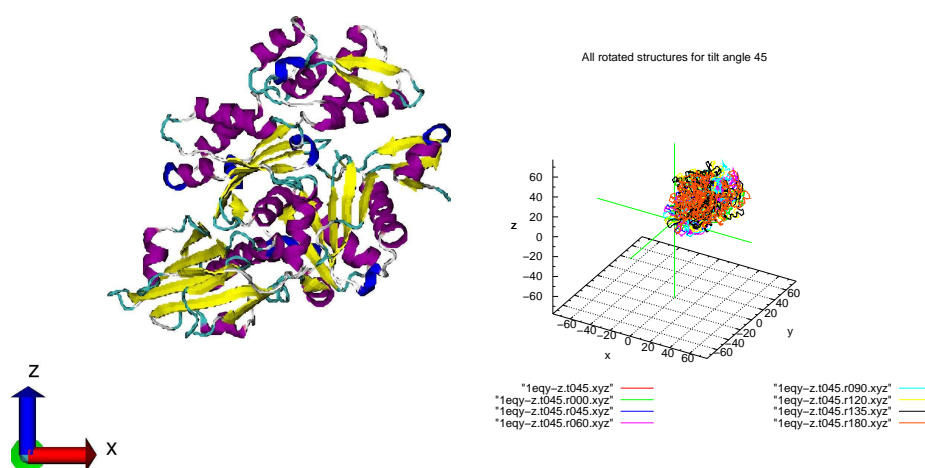 All rotated structures for tilt angle 45
60
40
20
z
0
−20
−40
−60
−60
−40
−20
0
20
40
60
x
−60
−40
−20
0
20
40
60
y
"1eqy−z.t045.xyz"
"1eqy−z.t045.r000.xyz"
"1eqy−z.t045.r045.xyz"
"1eqy−z.t045.r060.xyz"
"1eqy−z.t045.r090.xyz"
"1eqy−z.t045.r120.xyz"
"1eqy−z.t045.r135.xyz"
"1eqy−z.t045.r180.xyz"
z
x